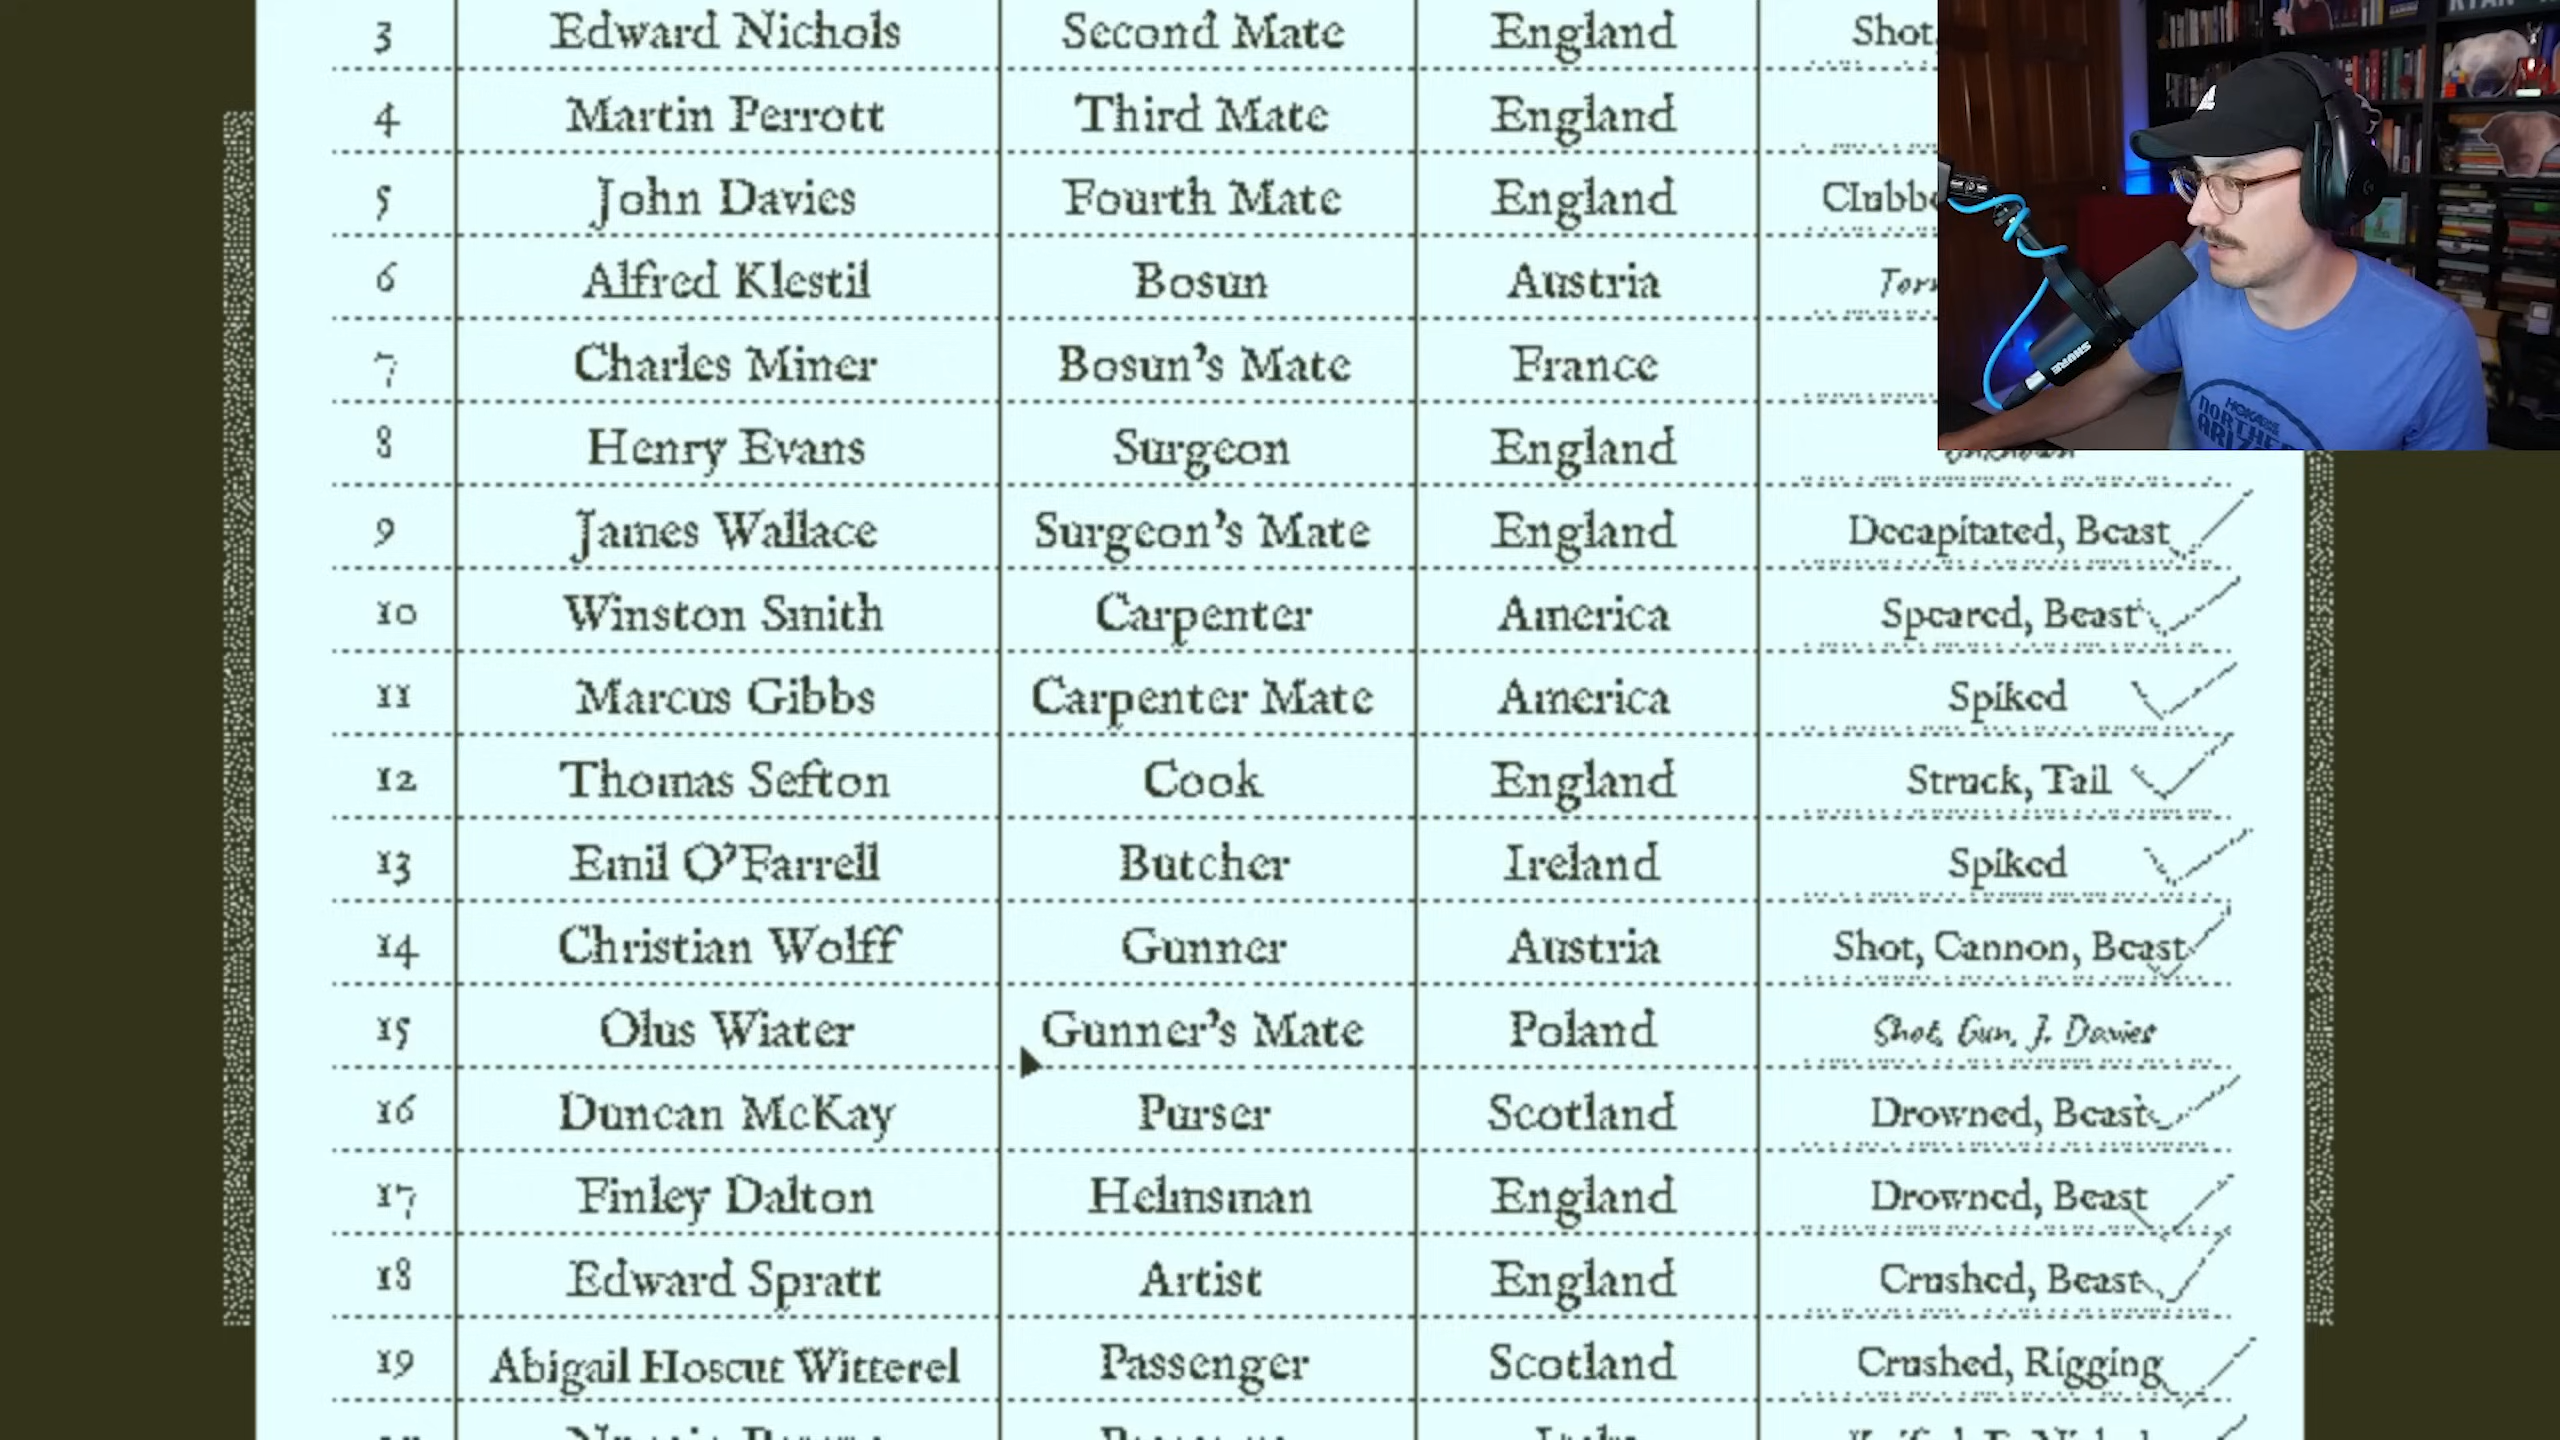 3 Edward Nichols Second Mate England Shot,
4 Martin Perrott Third Mate England
5 John Davies Fourth Mate England
6 Alfred Klestil Bosun Austria
7 Charles Miner Bosun's Mate France
8 Henry Evans Surgeon England
9 James Wallace Surgeon's Mate England Decapitated, Beast
10 Winston Smith Carpenter America Speared, Beast
11 Marcus Gibbs Carpenter Mate America Spiked
12 Thomas Sefton Cook England Struck, Tail
13 Emil O'Farrell Butcher Ireland Spiked
14 Christian Wolff Gunner Austria Shot, Cannon, Beast
15 Olus Wiater Gunner's Mate Poland Shot, Gun, J. Davies
16 Duncan McKay Purser Scotland Drowned, Beast
17 Finley Dalton Helmsman England Drowned, Beast
18 Edward Spratt Artist England Crushed, Beast
19 Abigail Hoscut Witterel Passenger Scotland Crushed, Rigging
SHURE
HOKA
NORTHE
ARIZ